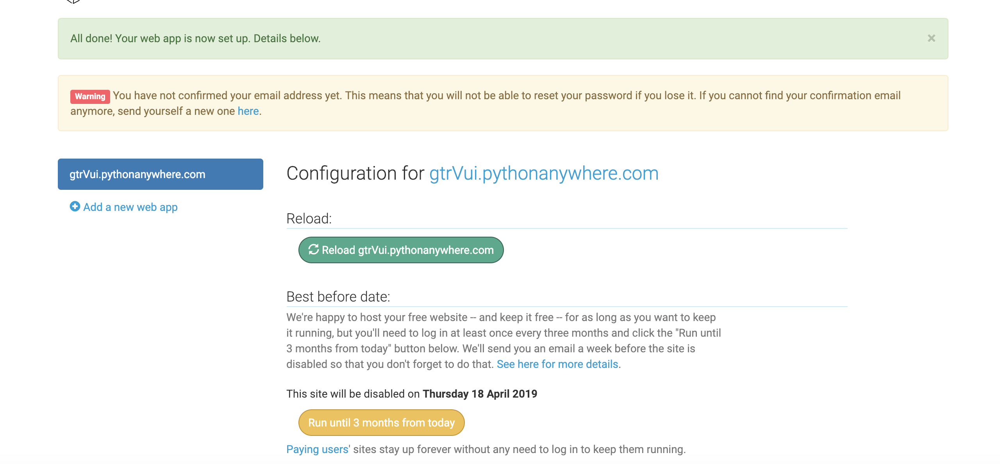 All done! Your web app is now set up. Details below.
×
Warning You have not confirmed your email address yet. This means that you will not be able to reset your password if you lose it. If you cannot find your confirmation email
anymore, send yourself a new one here.
gtrVui.pythonanywhere.com
Add a new web app
Configuration for gtrVui.pythonanywhere.com
Reload:
Reload gtrVui.pythonanywhere.com
Best before date:
We're happy to host your free website -- and keep it free -- for as long as you want to keep
it running, but you'll need to log in at least once every three months and click the "Run until
3 months from today" button below. We'll send you an email a week before the site is
disabled so that you don't forget to do that. See here for more details.
This site will be disabled on Thursday 18 April 2019
Run until 3 months from today
Paying users' sites stay up forever without any need to log in to keep them running.